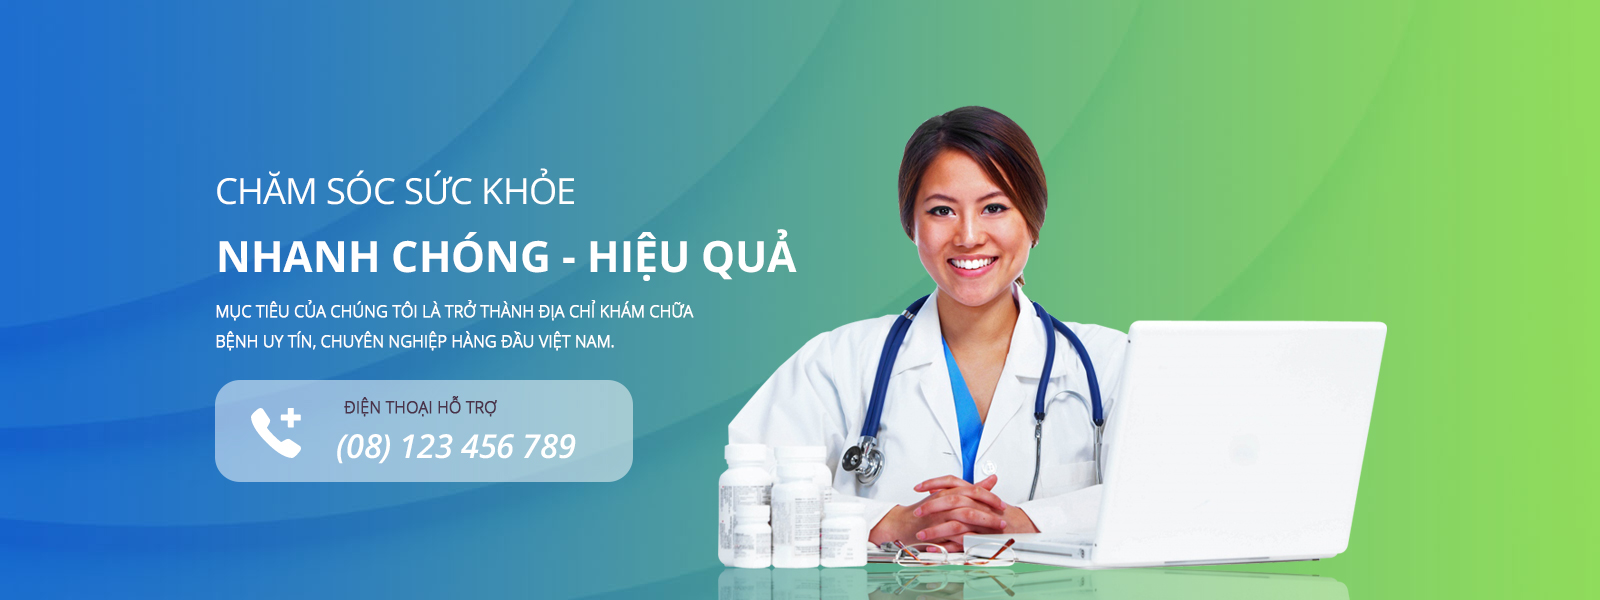 CHĂM SÓC SỨC KHỎE
NHANH CHÓNG - HIỆU QUẢ
MỤC TIÊU CỦA CHÚNG TÔI LÀ TRỞ THÀNH ĐỊA CHỈ KHÁM CHỮA
BỆNH UY TÍN, CHUYÊN NGHIỆP HÀNG ĐẦU VIỆT NAM.
ĐIỆN THOẠI HỖ TRỢ
(08) 123 456 789